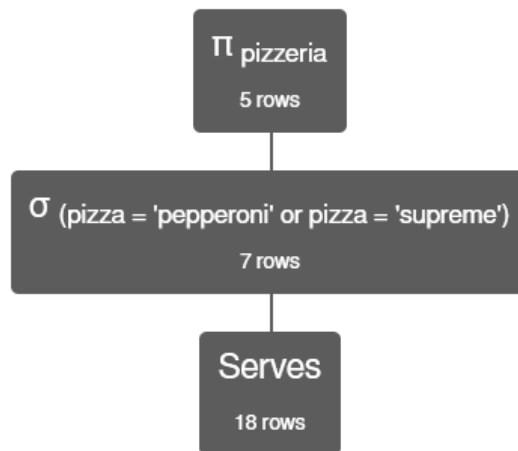 π pizzeria
5 rows
σ (pizza = 'pepperoni' or pizza = 'supreme')
7 rows
Serves
18 rows